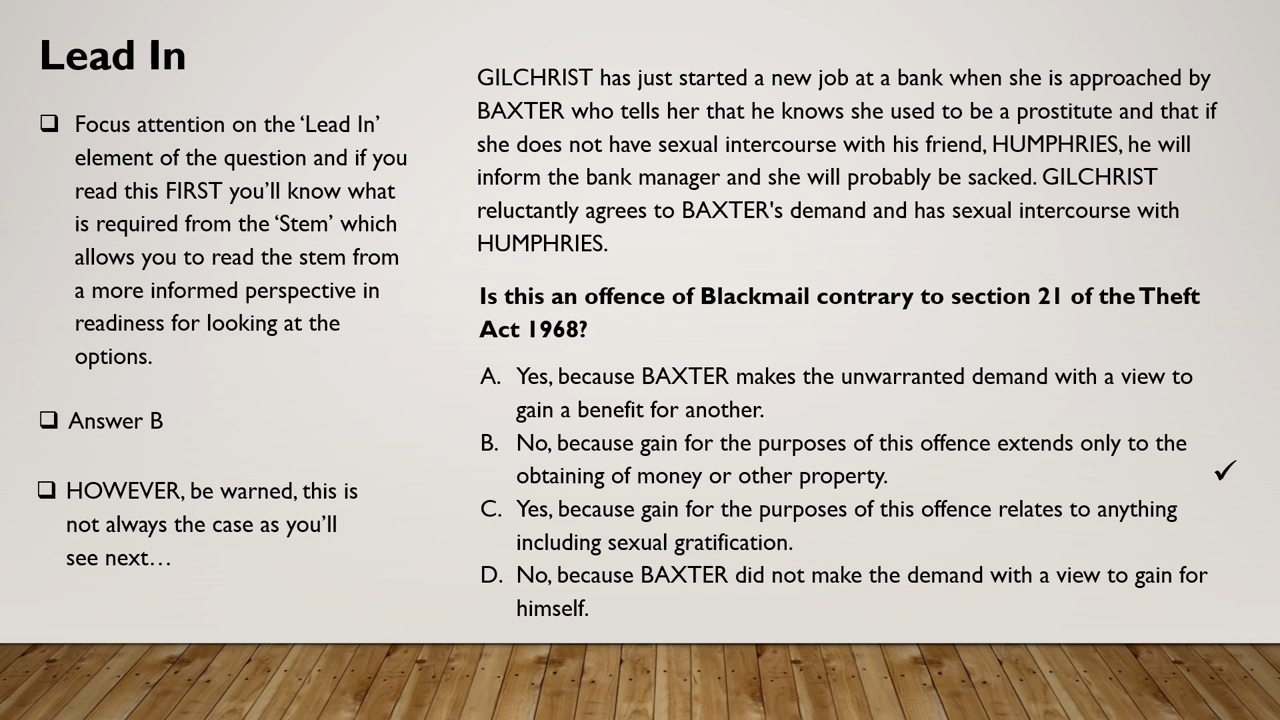 Lead In
❑ Focus attention on the ‘Lead In’
element of the question and if you
read this FIRST you’ll know what
is required from the ‘Stem’ which
allows you to read the stem from
a more informed perspective in
readiness for looking at the
options.
❑ Answer B
❑ HOWEVER, be warned, this is
not always the case as you’ll
see next…
GILCHRIST has just started a new job at a bank when she is approached by
BAXTER who tells her that he knows she used to be a prostitute and that if
she does not have sexual intercourse with his friend, HUMPHRIES, he will
inform the bank manager and she will probably be sacked. GILCHRIST
reluctantly agrees to BAXTER's demand and has sexual intercourse with
HUMPHRIES.
Is this an offence of Blackmail contrary to section 21 of the Theft
Act 1968?
A. Yes, because BAXTER makes the unwarranted demand with a view to
gain a benefit for another.
B. No, because gain for the purposes of this offence extends only to the
obtaining of money or other property. ✓
C. Yes, because gain for the purposes of this offence relates to anything
including sexual gratification.
D. No, because BAXTER did not make the demand with a view to gain for
himself.